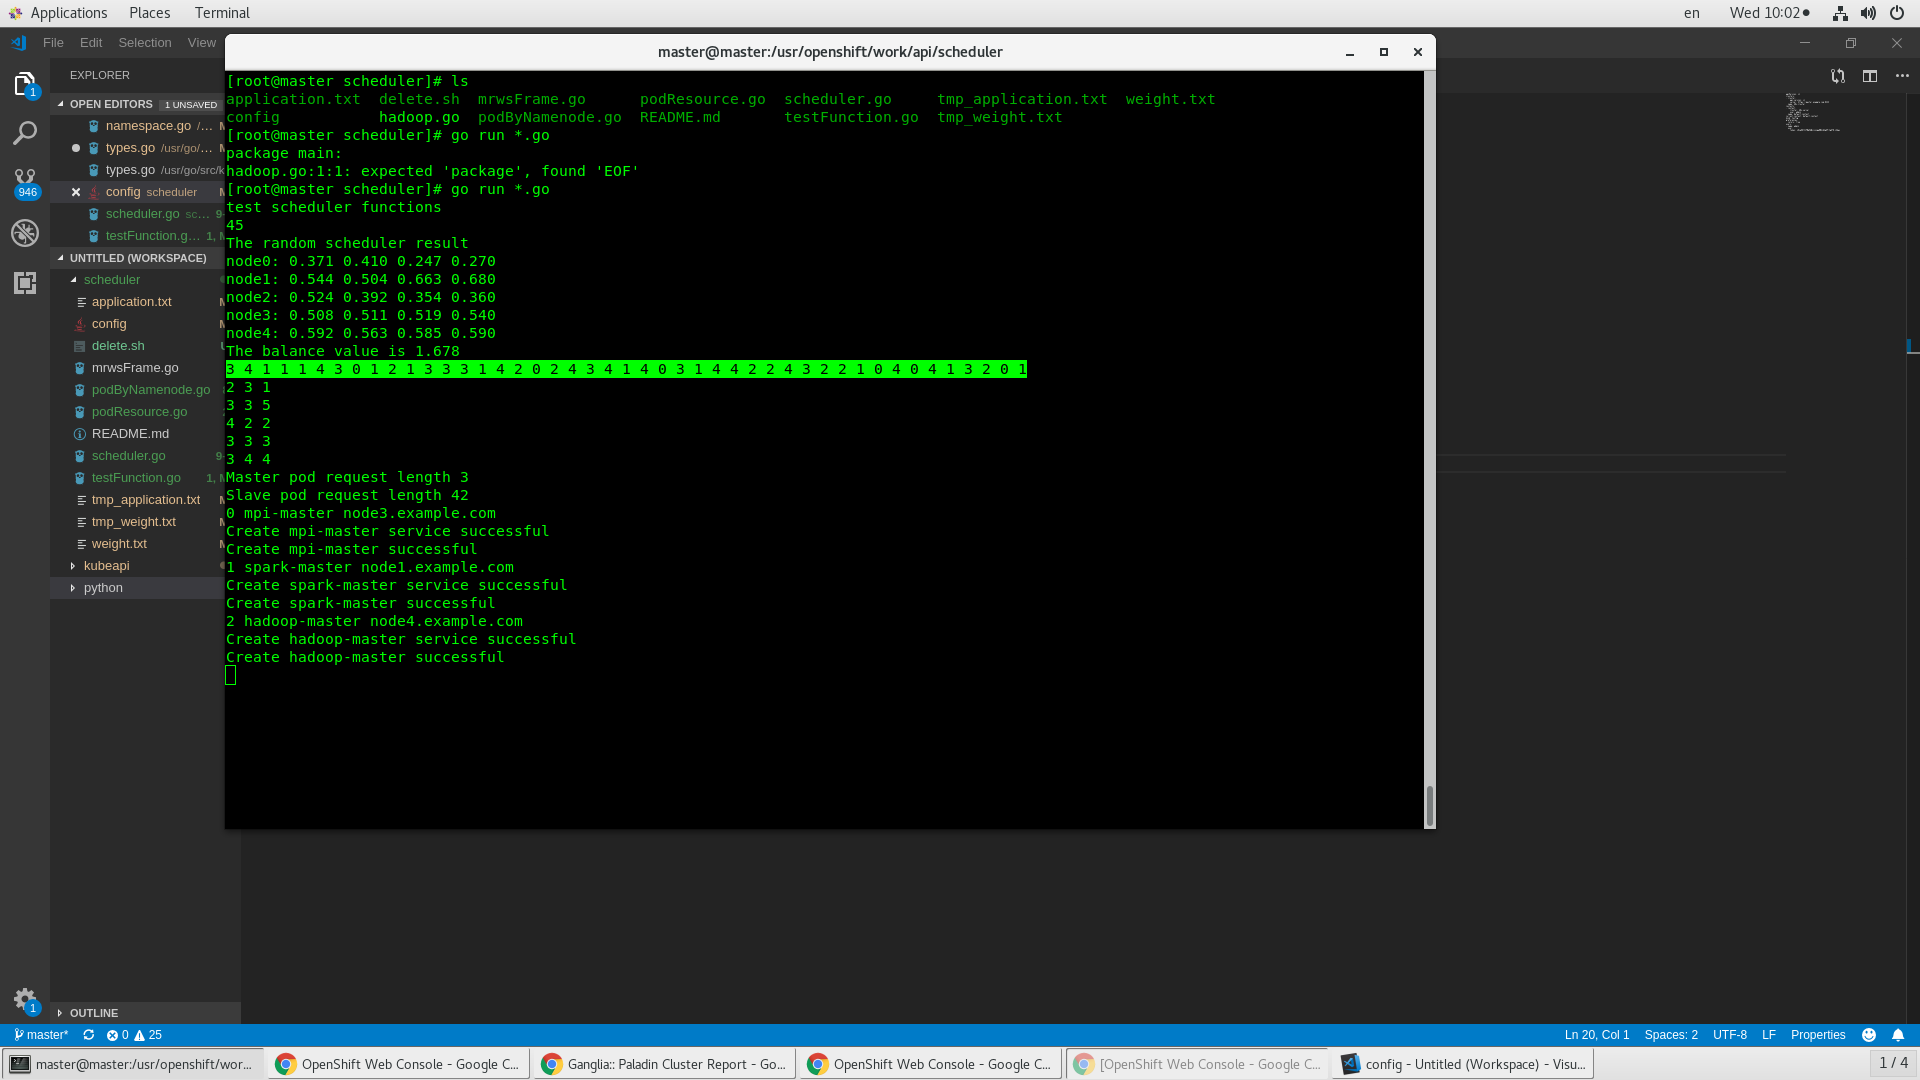 Applications Places Terminal en Wed 10:02
File Edit Selection View
master@master:/usr/openshift/work/api/scheduler
[root@master scheduler]# ls
application.txt delete.sh mrwsFrame.go podResource.go scheduler.go tmp_application.txt weight.txt
config hadoop.go podByNamenode.go README.md testFunction.go tmp_weight.txt
[root@master scheduler]# go run *.go
package main:
hadoop.go:1:1: expected 'package', found 'EOF'
[root@master scheduler]# go run *.go
test scheduler functions
45
The random scheduler result
node0: 0.371 0.410 0.247 0.270
node1: 0.544 0.504 0.663 0.680
node2: 0.524 0.392 0.354 0.360
node3: 0.508 0.511 0.519 0.540
node4: 0.592 0.563 0.585 0.590
The balance value is 1.678
3 4 1 1 1 4 3 0 1 2 1 3 3 3 1 4 2 0 2 4 3 4 1 4 0 3 1 4 4 2 2 4 3 2 2 1 0 4 0 4 1 3 2 0 1
2 3 1
3 3 5
4 2 2
3 3 3
3 4 4
Master pod request length 3
Slave pod request length 42
0 mpi-master node3.example.com
Create mpi-master service successful
Create mpi-master successful
1 spark-master node1.example.com
Create spark-master service successful
Create spark-master successful
2 hadoop-master node4.example.com
Create hadoop-master service successful
Create hadoop-master successful
EXPLORER
OPEN EDITORS 1 UNSAVED
namespace.go /...
types.go /usr/go/...
types.go /usr/go/src/k
config scheduler
scheduler.go sc... 9
testFunction.g... 1,
UNTITLED (WORKSPACE)
scheduler
application.txt
config
delete.sh
mrwsFrame.go
podByNamenode.go
podResource.go
README.md
scheduler.go 9
testFunction.go 1,
tmp_application.txt
tmp_weight.txt
weight.txt
kubeapi
python
OUTLINE
1
946
1
master* 0 25 Ln 20, Col 1 Spaces: 2 UTF-8 LF Properties
master@master:/usr/openshift/wor... OpenShift Web Console - Google C... Ganglia:: Paladin Cluster Report - Go... OpenShift Web Console - Google C... [OpenShift Web Console - Google C... config - Untitled (Workspace) - Visu... 1 / 4